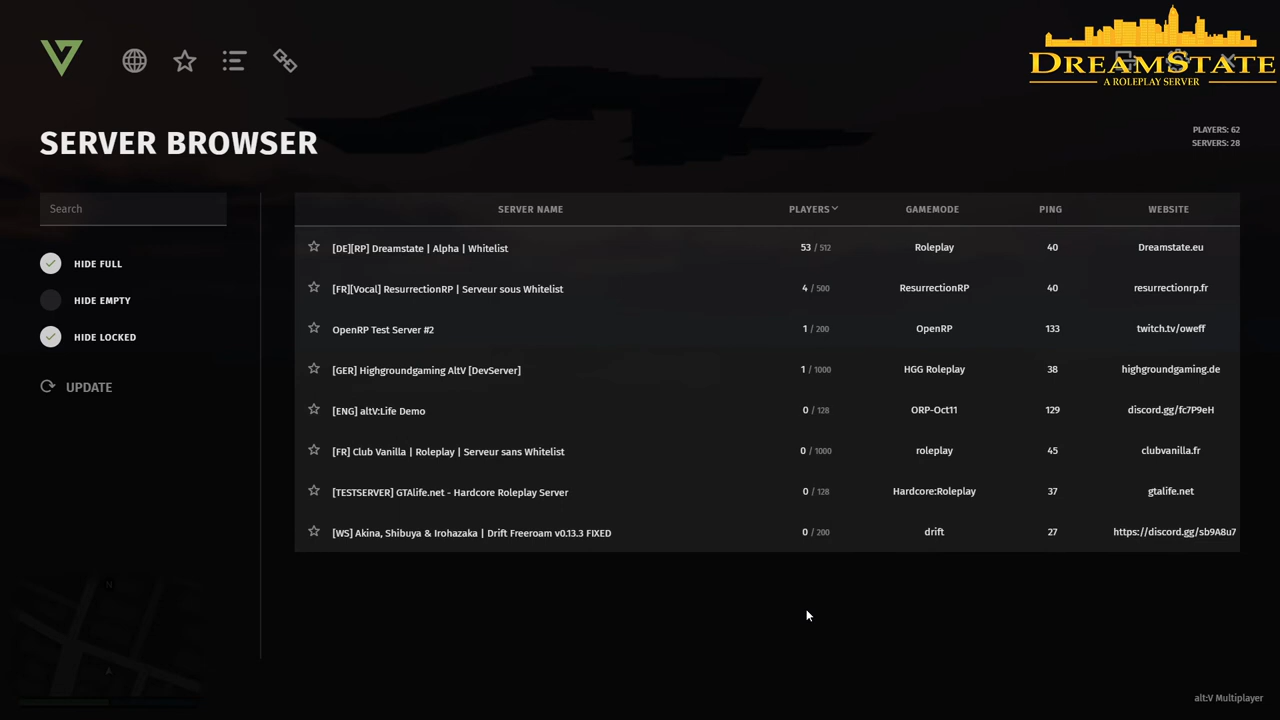 DREAMSTATE
A ROLEPLAY SERVER
SERVER BROWSER
PLAYERS: 62
SERVERS: 28
Search
HIDE FULL
HIDE EMPTY
HIDE LOCKED
UPDATE
SERVER NAME PLAYERS GAMEMODE PING WEBSITE
[DE][RP] Dreamstate | Alpha | Whitelist 53 / 512 Roleplay 40 Dreamstate.eu
[FR][Vocal] ResurrectionRP | Serveur sous Whitelist 4 / 500 ResurrectionRP 40 resurrectionrp.fr
OpenRP Test Server #2 1 / 200 OpenRP 133 twitch.tv/oweff
[GER] Highgroundgaming AltV [DevServer] 1 / 1000 HGG Roleplay 38 highgroundgaming.de
[ENG] altV:Life Demo 0 / 128 ORP-Oct11 129 discord.gg/fc7P9eH
[FR] Club Vanilla | Roleplay | Serveur sans Whitelist 0 / 1000 roleplay 45 clubvanilla.fr
[TESTSERVER] GTAlife.net - Hardcore Roleplay Server 0 / 128 Hardcore:Roleplay 37 gtalife.net
[WS] Akina, Shibuya & Irohazaka | Drift Freeroam v0.13.3 FIXED 0 / 200 drift 27 https://discord.gg/sb9A8u7
N
alt:V Multiplayer